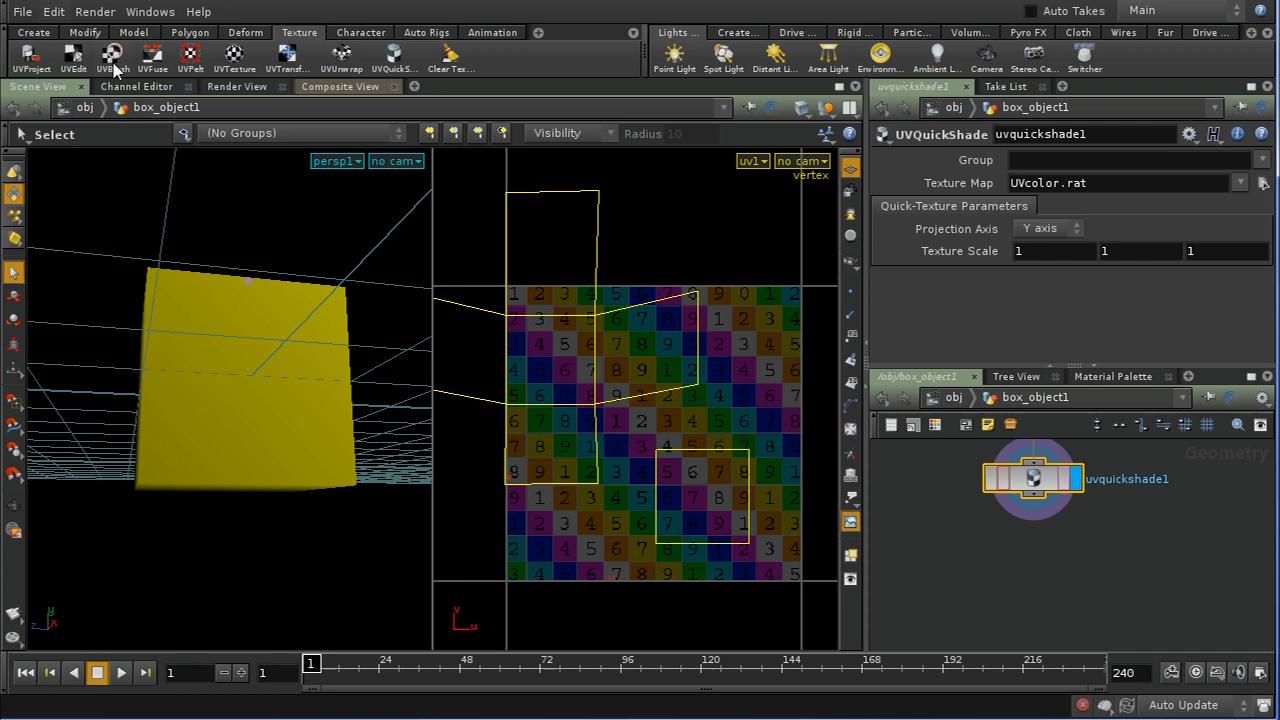 File Edit Render Windows Help
Auto Takes Main
Create Modify Model Polygon Deform Texture Character Auto Rigs Animation
Lights ... Create... Drive ... Rigid ... Partic... Volum... Pyro FX Cloth Wires Fur Drive ...
UVProject UVEdit UVBrush UVFuse UVPelt UVTexture UVTransf... UVUnwrap UVQuickS... Clear Tex...
Point Light Spot Light Distant Li... Area Light Environm... Ambient L... Camera Stereo Ca... Switcher
Scene View Channel Editor Render View Composite View
uvquickshade1 Take List
obj box_object1
obj box_object1
Select (No Groups) Visibility Radius 10
UVQuickShade uvquickshade1
persp1 no cam
uv1 no cam
vertex
Group
Texture Map UVcolor.rat
Quick-Texture Parameters
Projection Axis Y axis
Texture Scale 1 1 1
/obj/box_object1 Tree View Material Palette
obj box_object1
Geometry
uvquickshade1
y
z x
v
u
1 1 1 24 48 72 96 120 144 168 192 216 240
Auto Update